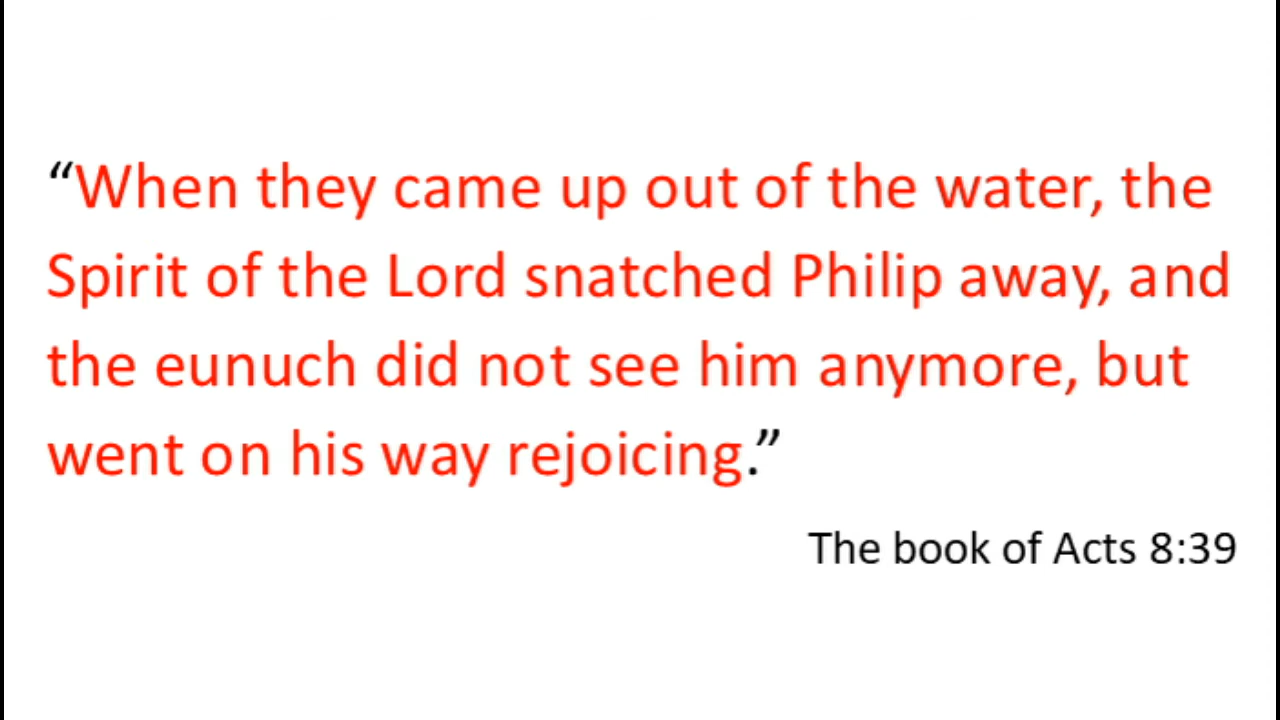 “When they came up out of the water, the
Spirit of the Lord snatched Philip away, and
the eunuch did not see him anymore, but
went on his way rejoicing.”
The book of Acts 8:39